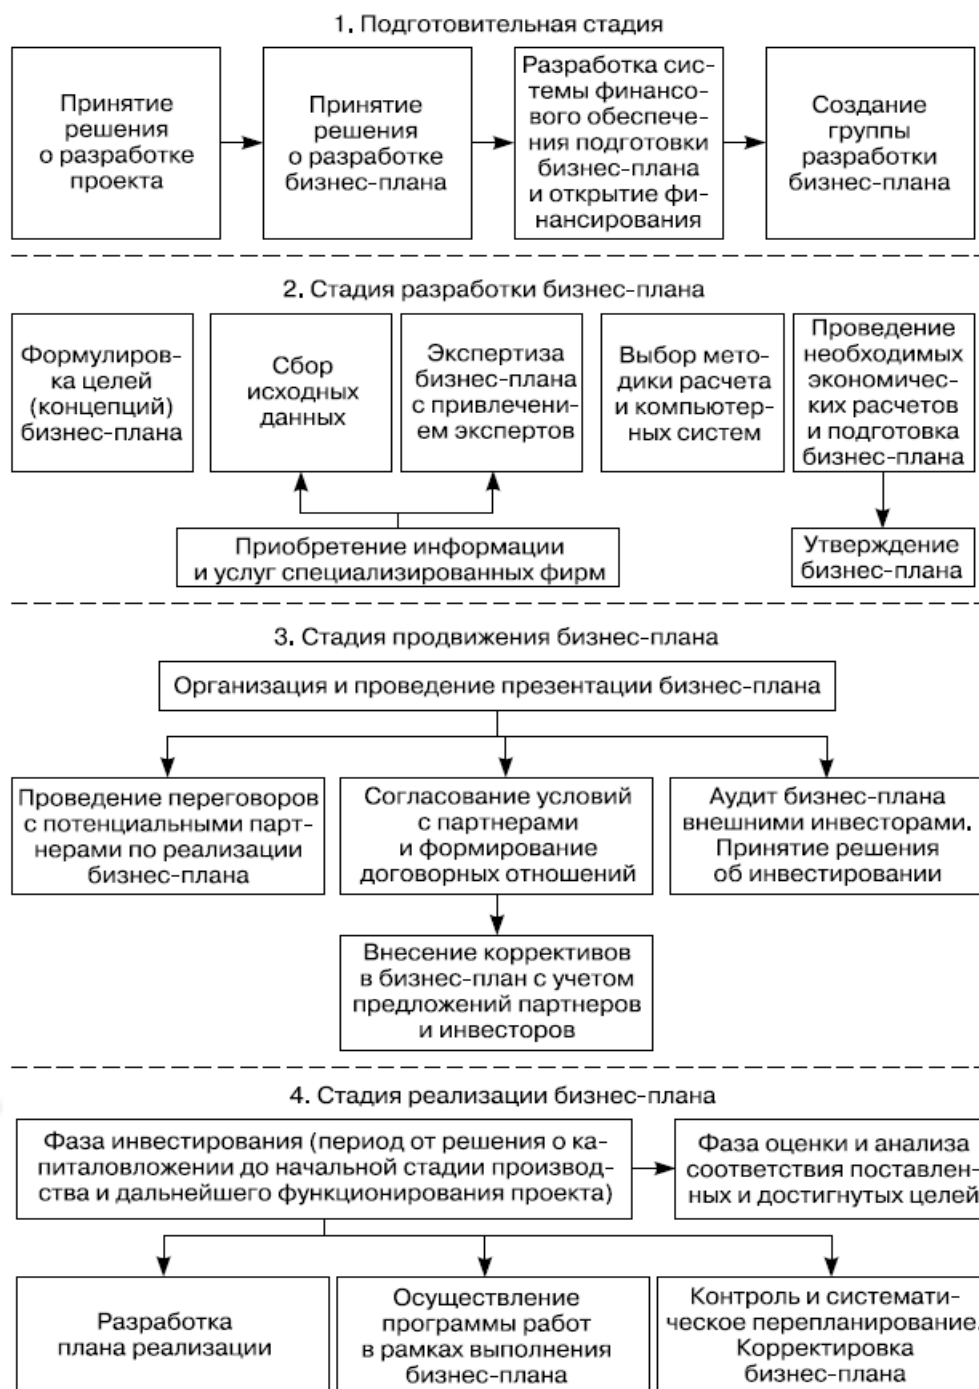 1. Подготовительная стадия
Принятие
решения
о разработке
проекта
Принятие
решения
о разработке
бизнес-плана
Разработка сис-
темы финансо-
вого обеспече-
ния подготовки
бизнес-плана
и открытие фи-
нансирования
Создание
группы
разработки
бизнес-плана
2. Стадия разработки бизнес-плана
Формулиров-
ка целей
(концепций)
бизнес-плана
Сбор
исходных
данных
Экспертиза
бизнес-плана
с привлечени-
ем экспертов
Выбор мето-
дики расчета
и компьютер-
ных систем
Проведение
необходимых
экономичес-
ких расчетов
и подготовка
бизнес-плана
Приобретение информации
и услуг специализированных фирм
Утверждение
бизнес-плана
3. Стадия продвижения бизнес-плана
Организация и проведение презентации бизнес-плана
Проведение переговоров
с потенциальными парт-
нерами по реализации
бизнес-плана
Согласование условий
с партнерами
и формирование
договорных отношений
Аудит бизнес-плана
внешними инвесторами.
Принятие решения
об инвестировании
Внесение коррективов
в бизнес-план с учетом
предложений партнеров
и инвесторов
4. Стадия реализации бизнес-плана
Фаза инвестирования (период от решения о ка-
питаловложении до начальной стадии производ-
ства и дальнейшего функционирования проекта)
Фаза оценки и анализа
соответствия поставлен-
ных и достигнутых целей
Разработка
плана реализации
Осуществление
программы работ
в рамках выполнения
бизнес-плана
Контроль и системати-
ческое перепланирование.
Корректировка
бизнес-плана